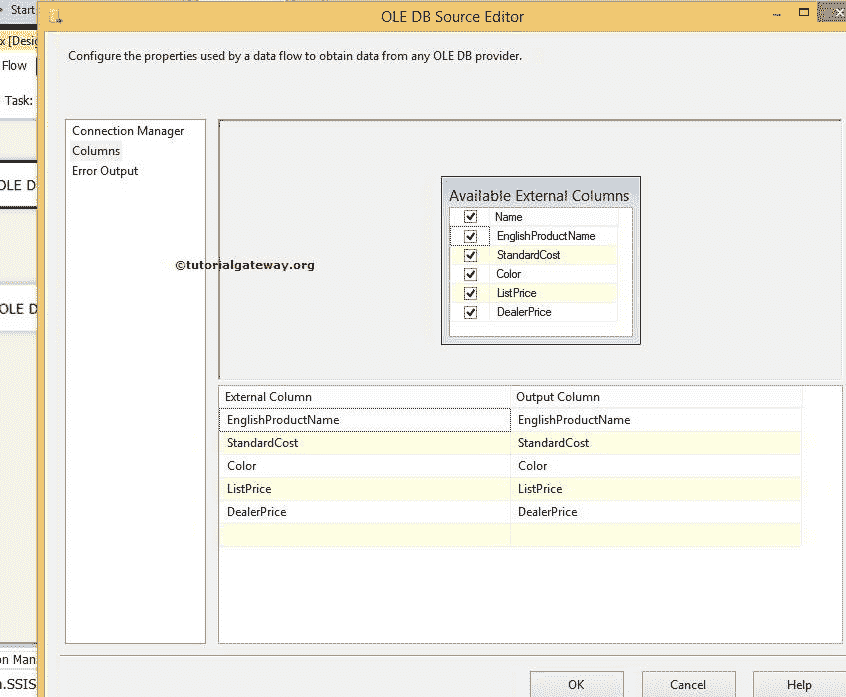 Start
OLE DB Source Editor
x [Desig
Flow
Configure the properties used by a data flow to obtain data from any OLE DB provider.
Task:
Connection Manager
Columns
Error Output
OLE D
Available External Columns
Name
EnglishProductName
StandardCost
Color
ListPrice
DealerPrice
©tutorialgateway.org
OLE D
External Column Output Column
EnglishProductName EnglishProductName
StandardCost StandardCost
Color Color
ListPrice ListPrice
DealerPrice DealerPrice
on Man
.SSIS
OK Cancel Help